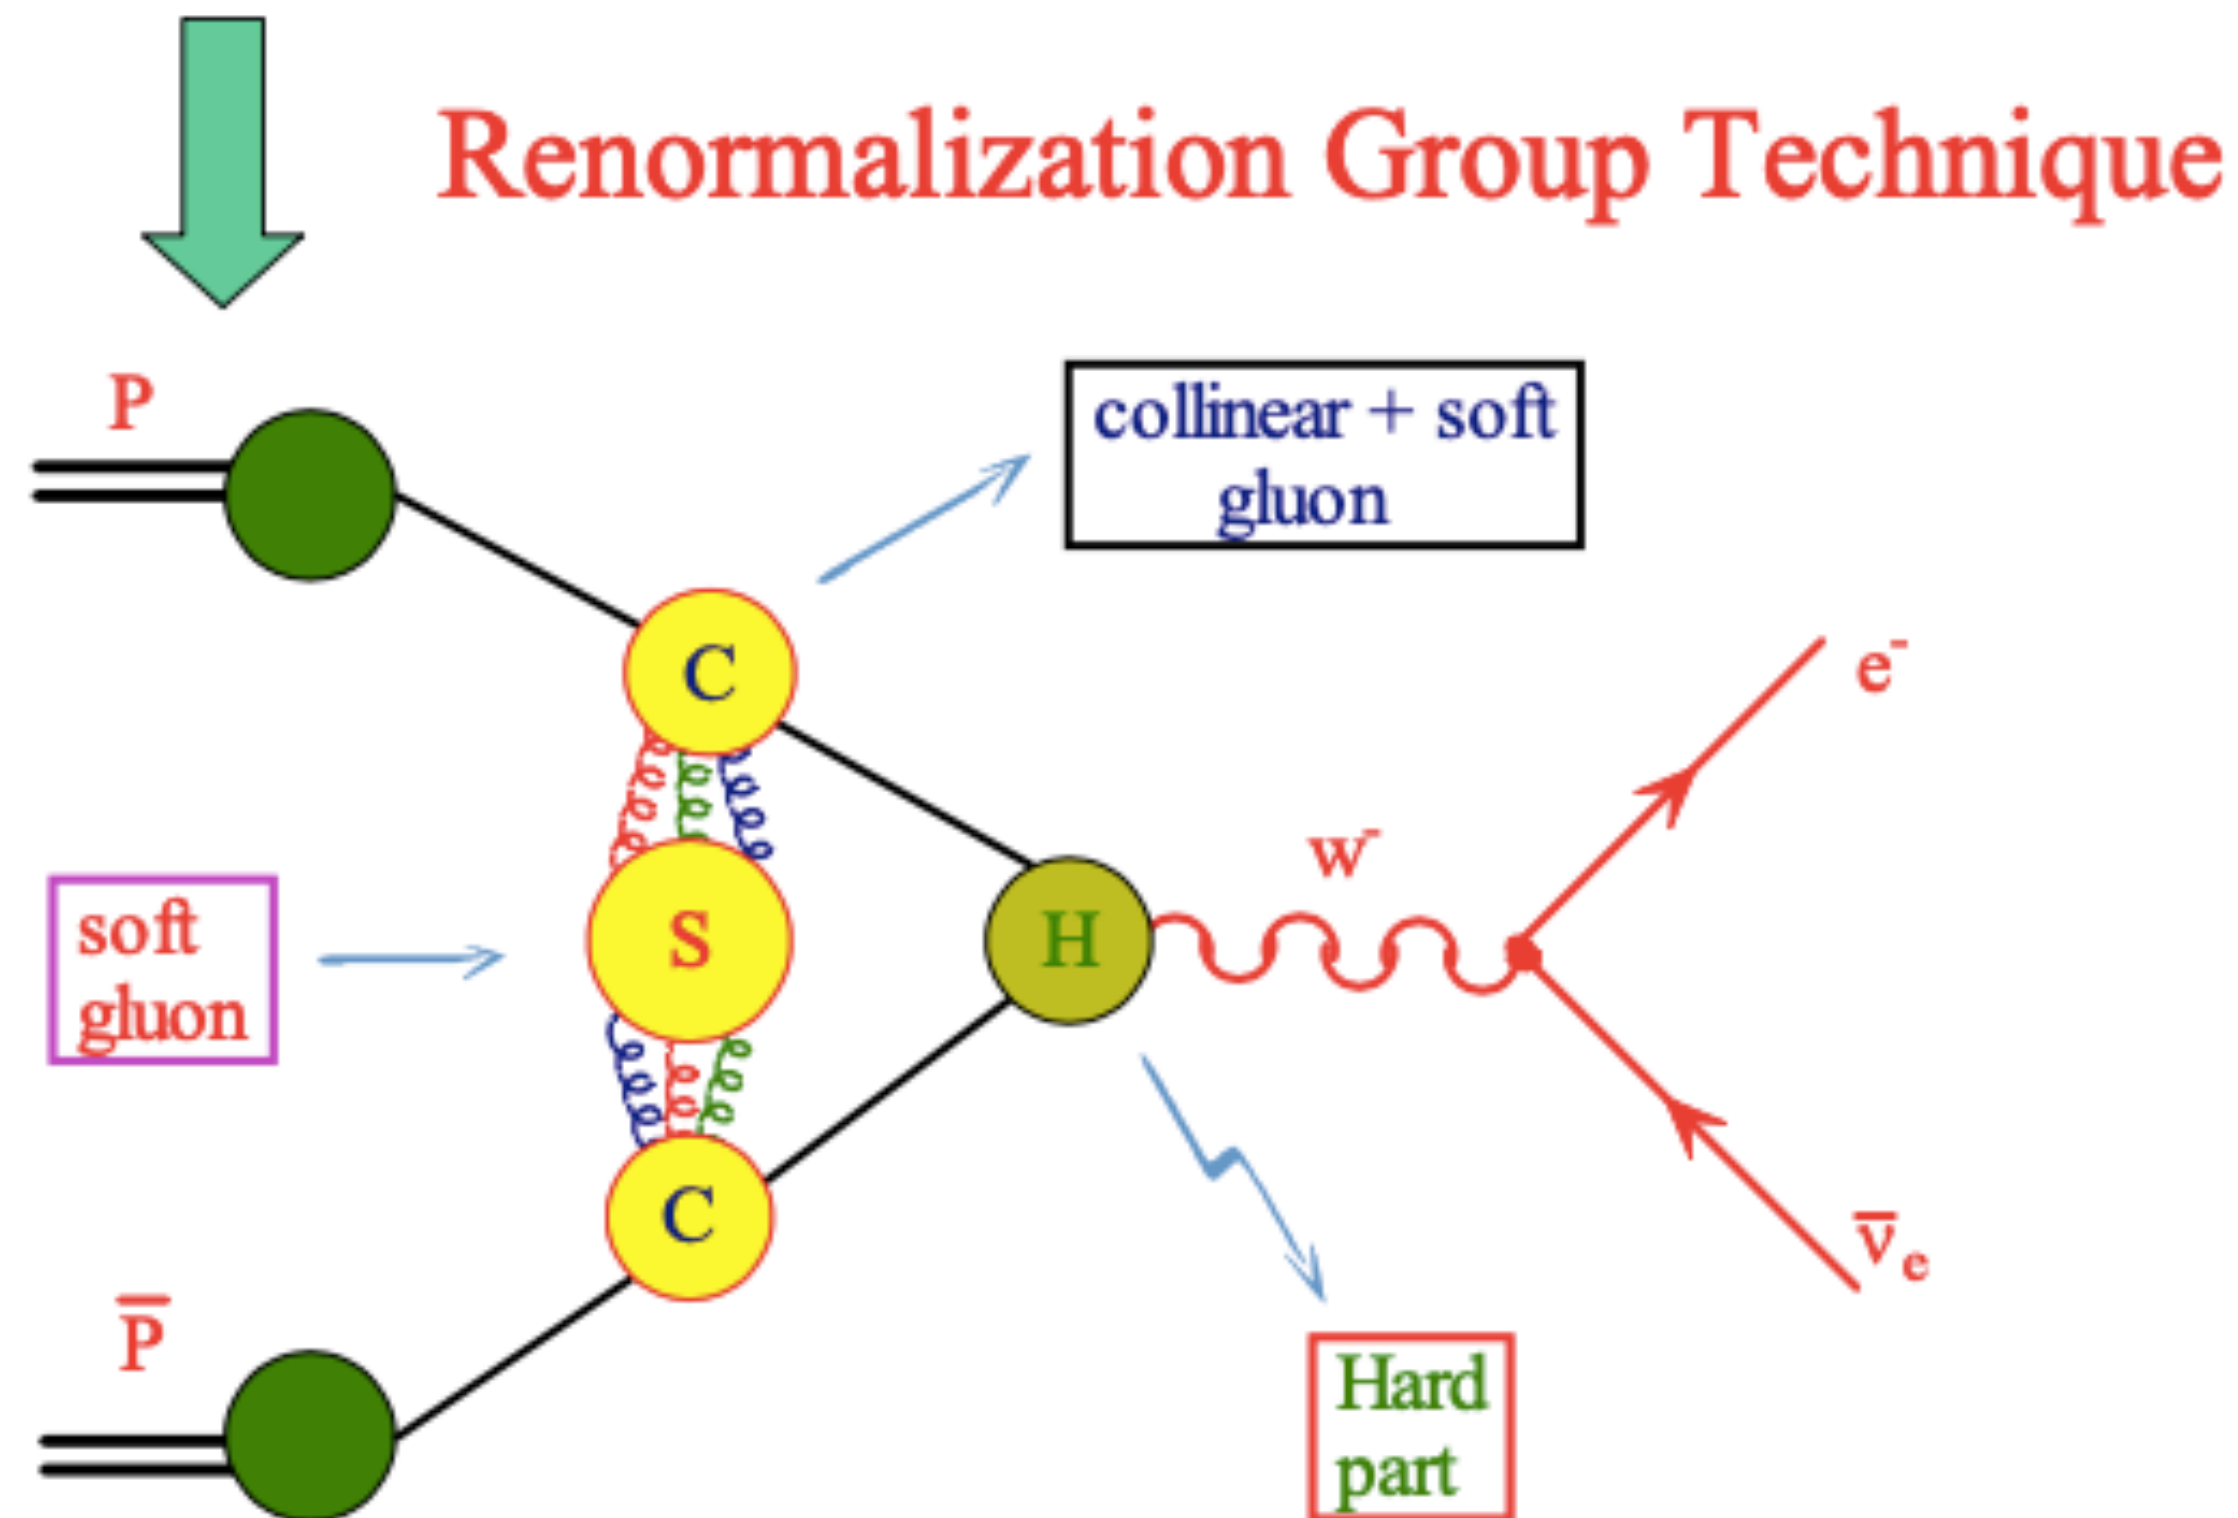 Renormalization Group Technique
P
collinear + soft
gluon
C
e⁻
w⁻
soft
gluon
S
H
C
ν̄ₑ
P̄
Hard
part